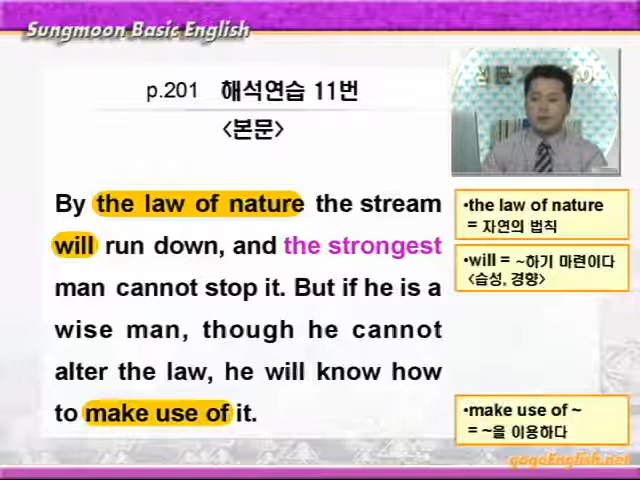 Sungmoon Basic English
p.201 해석연습 11번
<본문>
By the law of nature the stream
will run down, and the strongest
man cannot stop it. But if he is a
wise man, though he cannot
alter the law, he will know how
to make use of it.
•the law of nature
= 자연의 법칙
•will = ~하기 마련이다
<습성, 경향>
•make use of ~
= ~을 이용하다
gogoEnglish.net